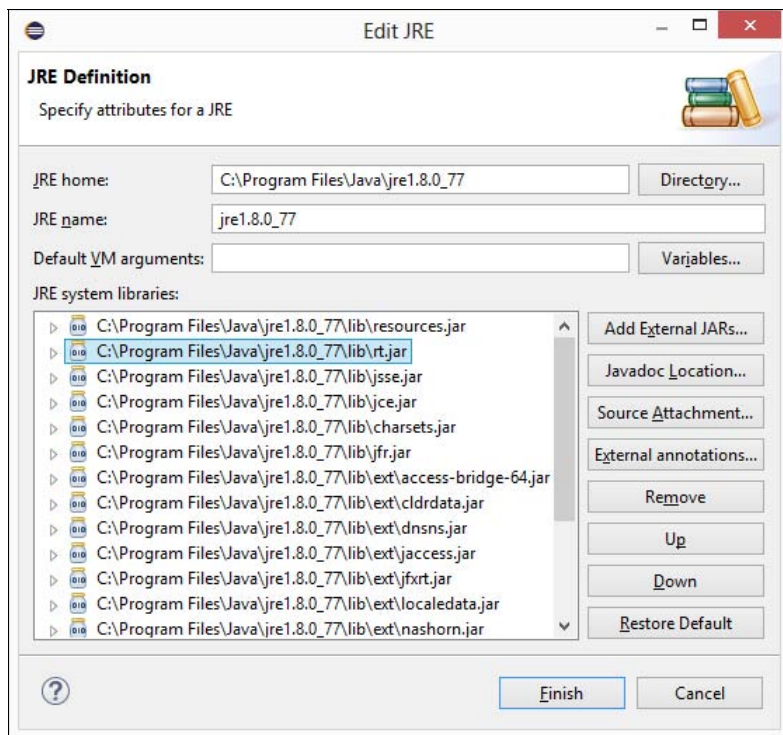 Edit JRE
JRE Definition
Specify attributes for a JRE
JRE home:
C:\Program Files\Java\jre1.8.0_77
Directory...
JRE name:
jre1.8.0_77
Default VM arguments:
Variables...
JRE system libraries:
C:\Program Files\Java\jre1.8.0_77\lib\resources.jar
C:\Program Files\Java\jre1.8.0_77\lib\rt.jar
C:\Program Files\Java\jre1.8.0_77\lib\jsse.jar
C:\Program Files\Java\jre1.8.0_77\lib\jce.jar
C:\Program Files\Java\jre1.8.0_77\lib\charsets.jar
C:\Program Files\Java\jre1.8.0_77\lib\jfr.jar
C:\Program Files\Java\jre1.8.0_77\lib\ext\access-bridge-64.jar
C:\Program Files\Java\jre1.8.0_77\lib\ext\cldrdata.jar
C:\Program Files\Java\jre1.8.0_77\lib\ext\dnsns.jar
C:\Program Files\Java\jre1.8.0_77\lib\ext\jaccess.jar
C:\Program Files\Java\jre1.8.0_77\lib\ext\jfxrt.jar
C:\Program Files\Java\jre1.8.0_77\lib\ext\localedata.jar
C:\Program Files\Java\jre1.8.0_77\lib\ext\nashorn.jar
Add External JARs...
Javadoc Location...
Source Attachment...
External annotations...
Remove
Up
Down
Restore Default
Finish
Cancel